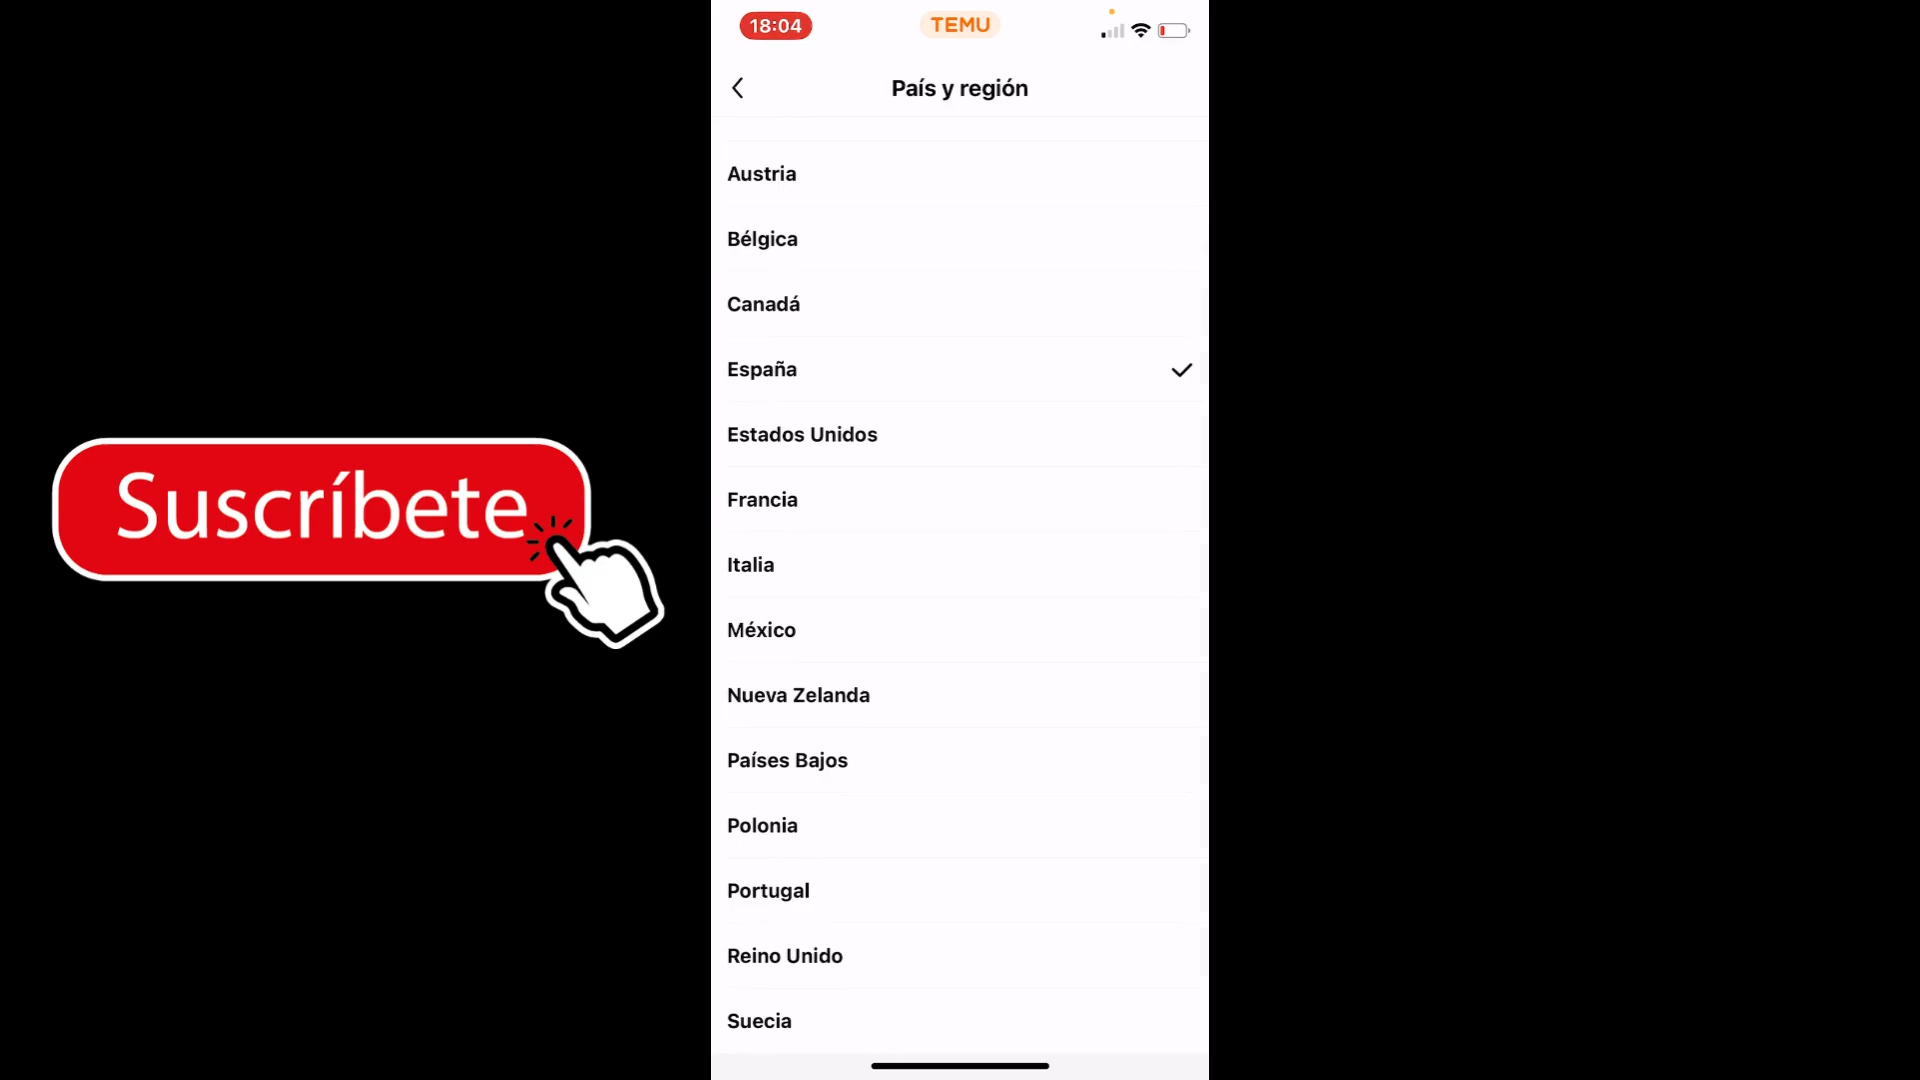 18:04
TEMU
País y región
Austria
Bélgica
Canadá
España
Estados Unidos
Francia
Italia
México
Nueva Zelanda
Países Bajos
Polonia
Portugal
Reino Unido
Suecia
Suscríbete